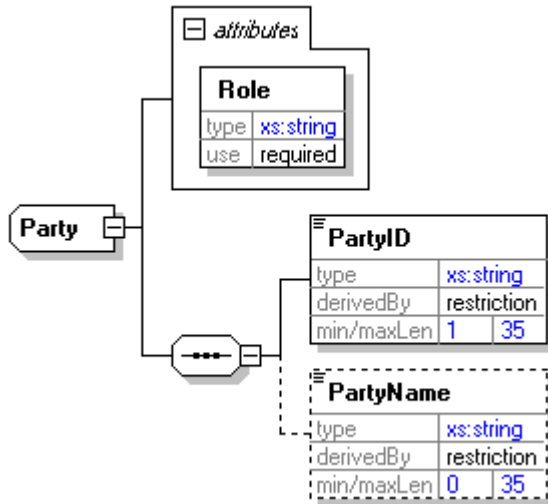 attributes
Role
type xs:string
use required
Party
PartyID
type xs:string
derivedBy restriction
min/maxLen 1 35
PartyName
type xs:string
derivedBy restriction
min/maxLen 0 35